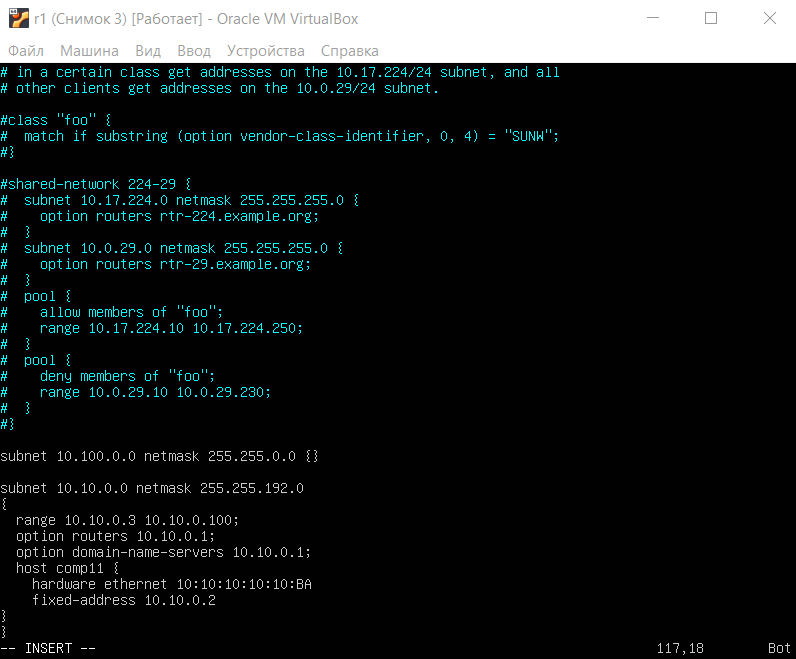 r1 (Снимок 3) [Работает] - Oracle VM VirtualBox
Файл Машина Вид Ввод Устройства Справка
# in a certain class get addresses on the 10.17.224/24 subnet, and all
# other clients get addresses on the 10.0.29/24 subnet.

#class "foo" {
#  match if substring (option vendor-class-identifier, 0, 4) = "SUNW";
#}

#shared-network 224-29 {
#  subnet 10.17.224.0 netmask 255.255.255.0 {
#    option routers rtr-224.example.org;
#  }
#  subnet 10.0.29.0 netmask 255.255.255.0 {
#    option routers rtr-29.example.org;
#  }
#  pool {
#    allow members of "foo";
#    range 10.17.224.10 10.17.224.250;
#  }
#  pool {
#    deny members of "foo";
#    range 10.0.29.10 10.0.29.230;
#  }
#}

subnet 10.100.0.0 netmask 255.255.0.0 {}

subnet 10.10.0.0 netmask 255.255.192.0
{
  range 10.10.0.3 10.10.0.100;
  option routers 10.10.0.1;
  option domain-name-servers 10.10.0.1;
  host comp11 {
    hardware ethernet 10:10:10:10:10:BA
    fixed-address 10.10.0.2
}
}
-- INSERT -- 117,18 Bot